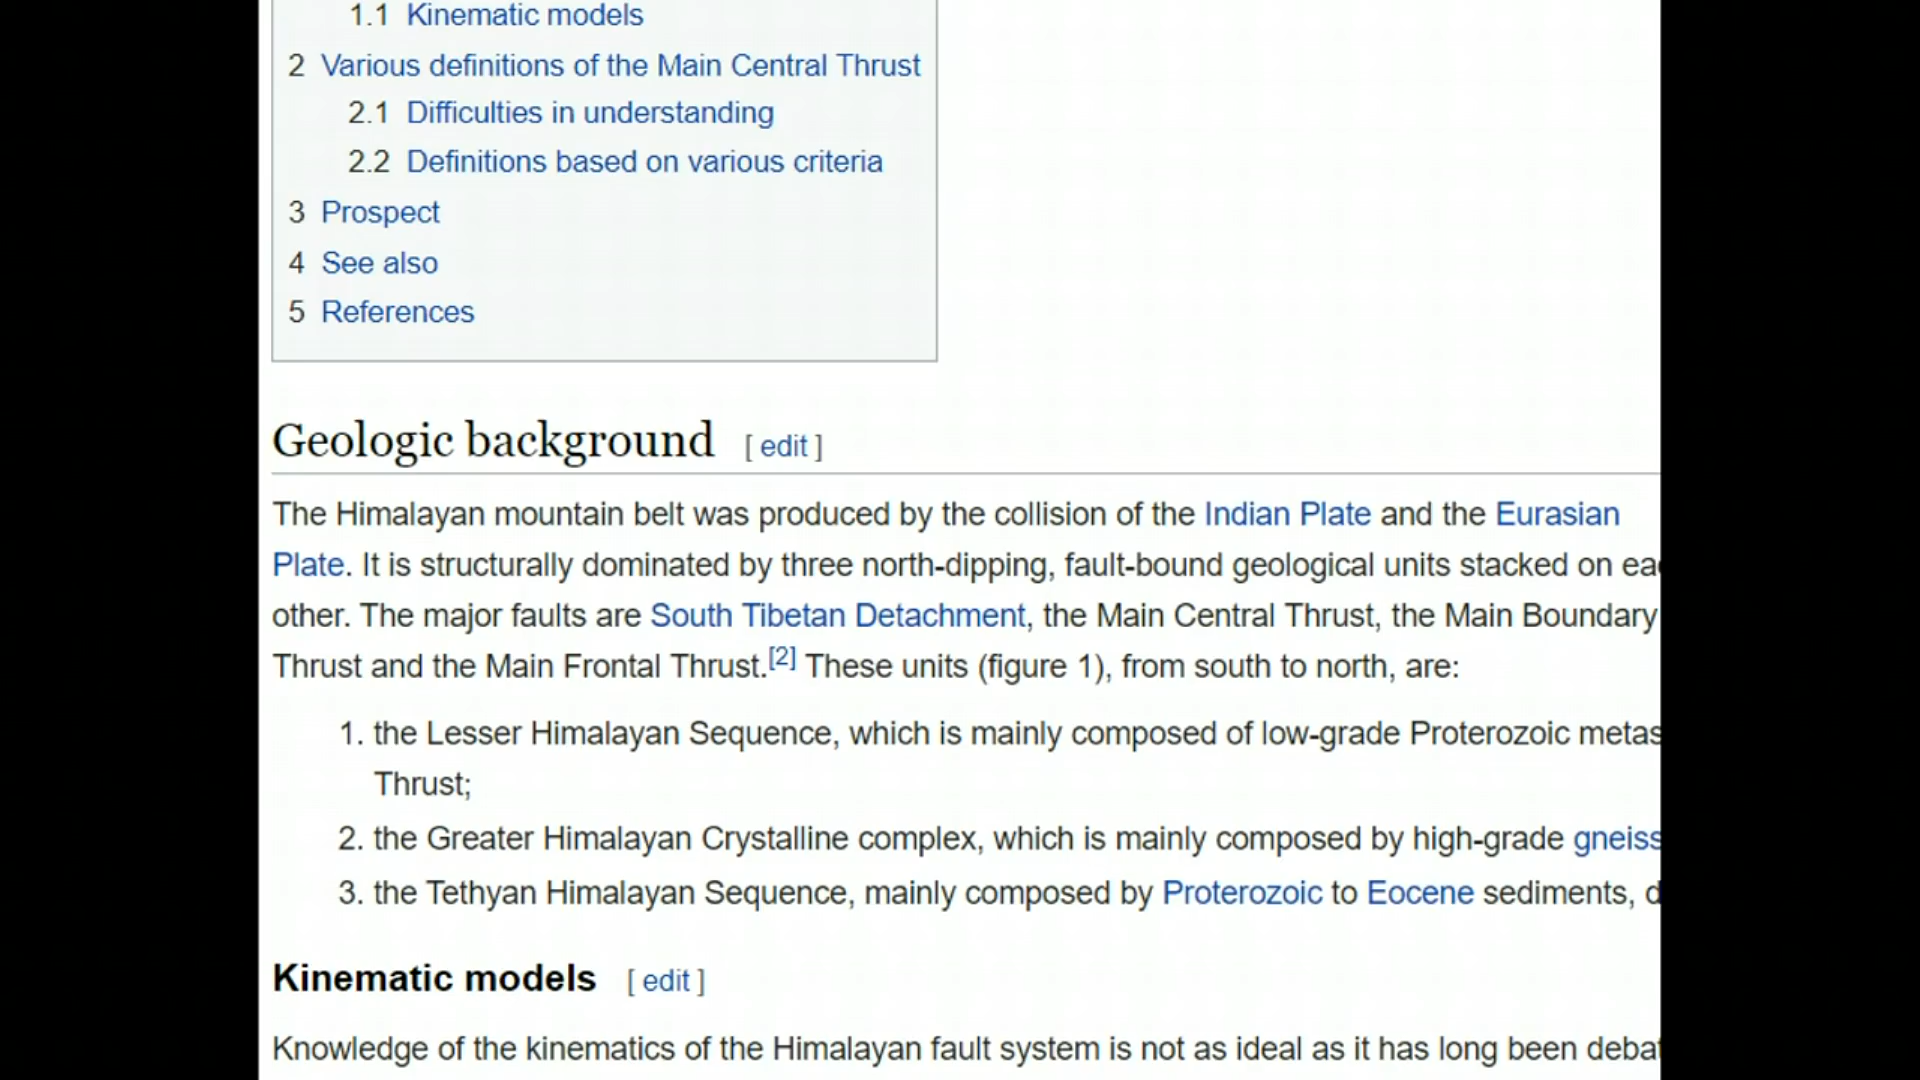 1.1 Kinematic models
2 Various definitions of the Main Central Thrust
2.1 Difficulties in understanding
2.2 Definitions based on various criteria
3 Prospect
4 See also
5 References
Geologic background [ edit ]
The Himalayan mountain belt was produced by the collision of the Indian Plate and the Eurasian
Plate. It is structurally dominated by three north-dipping, fault-bound geological units stacked on
other. The major faults are South Tibetan Detachment, the Main Central Thrust, the Main Boundary
Thrust and the Main Frontal Thrust.[2] These units (figure 1), from south to north, are:
1. the Lesser Himalayan Sequence, which is mainly composed of low-grade Proterozoic
Thrust;
2. the Greater Himalayan Crystalline complex, which is mainly composed by high-grade gneiss
3. the Tethyan Himalayan Sequence, mainly composed by Proterozoic to Eocene sediments,
Kinematic models [ edit ]
Knowledge of the kinematics of the Himalayan fault system is not as ideal as it has long been